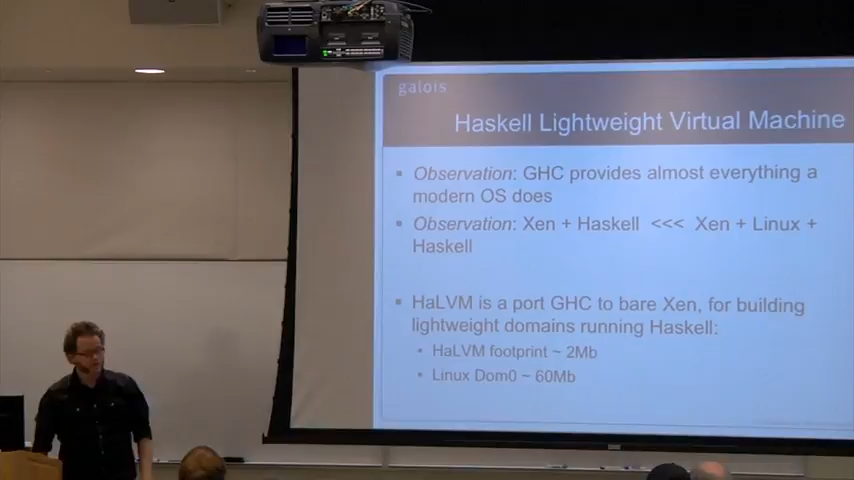 galois
Haskell Lightweight Virtual Machine
Observation: GHC provides almost everything a
modern OS does
Observation: Xen + Haskell <<< Xen + Linux +
Haskell
HaLVM is a port GHC to bare Xen, for building
lightweight domains running Haskell:
HaLVM footprint ~ 2Mb
Linux Dom0 ~ 60Mb